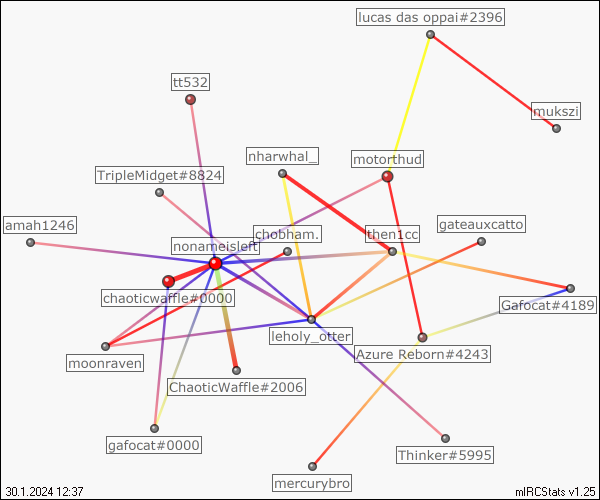 lucas das oppai#2396
tt532
mukszi
nharwhal_
motorthud
TripleMidget#8824
amah1246
chobham.
then1cc
gateauxcatto
nonameisleft
chaoticwaffle#0000
Gafocat#4189
leholy_otter
moonraven
Azure Reborn#4243
ChaoticWaffle#2006
gafocat#0000
Thinker#5995
mercurybro
30.1.2024 12:37
mIRCStats v1.25